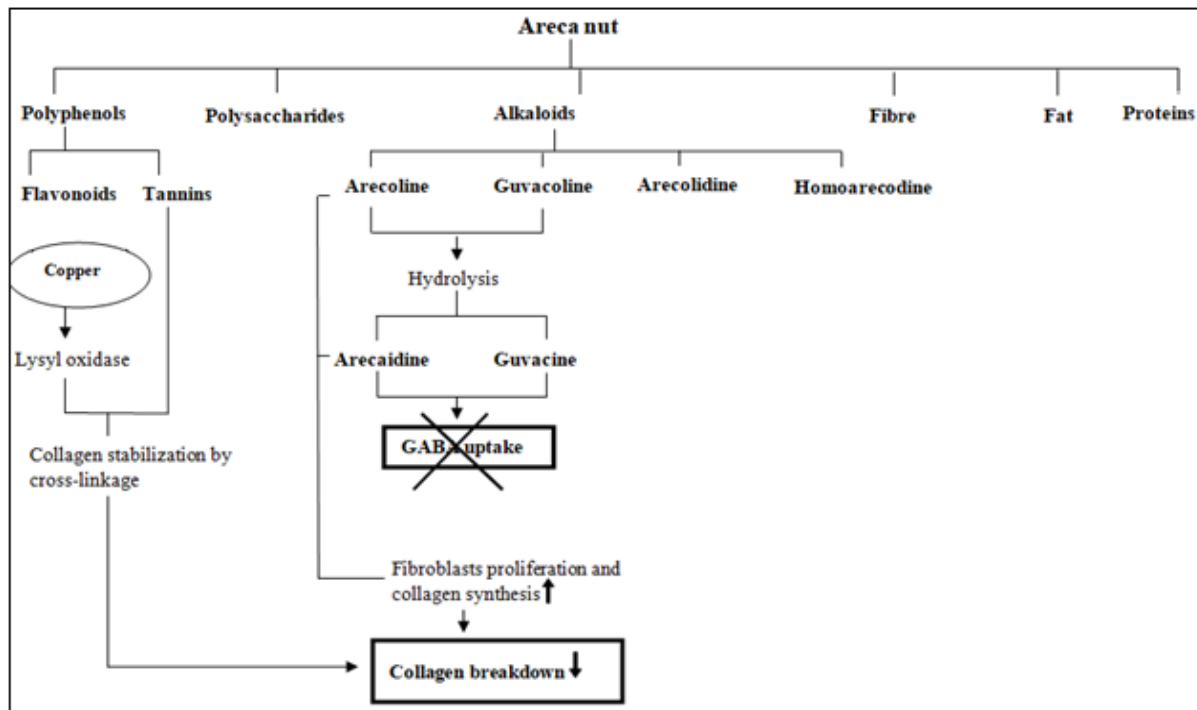 Areca nut
Polyphenols Polysaccharides Alkaloids Fibre Fat Proteins
Flavonoids Tannins Arecoline Guvacoline Arecolidine Homoarecodine
Copper
Hydrolysis
Lysyl oxidase Arecaidine Guvacine
GABA uptake
Collagen stabilization by
cross-linkage
Fibroblasts proliferation and
collagen synthesis
Collagen breakdown